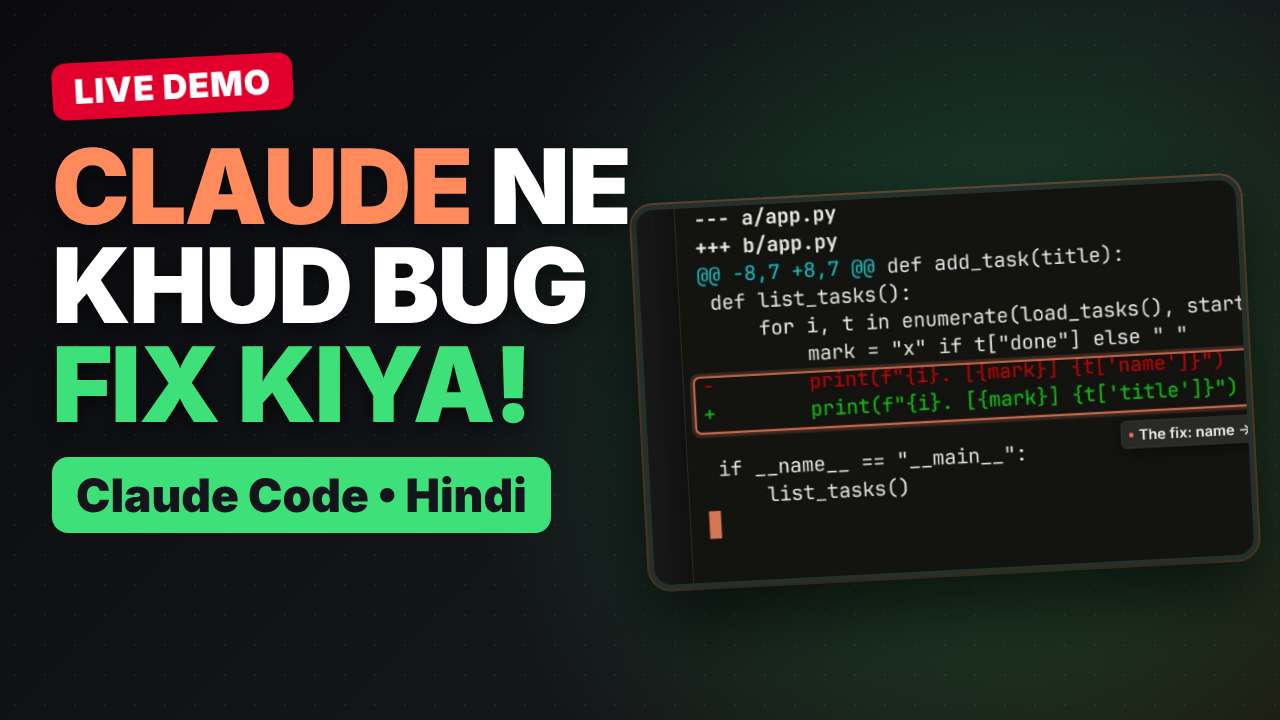 LIVE DEMO
CLAUDE NE
KHUD BUG
FIX KIYA!
Claude Code • Hindi
--- a/app.py
+++ b/app.py
@@ -8,7 +8,7 @@ def add_task(title):
def list_tasks():
for i, t in enumerate(load_tasks(), start
mark = "x" if t["done"] else " "
- print(f"{i}. [{mark}] {t['name']}")
+ print(f"{i}. [{mark}] {t['title']}")
• The fix: name →
if __name__ == "__main__":
list_tasks()